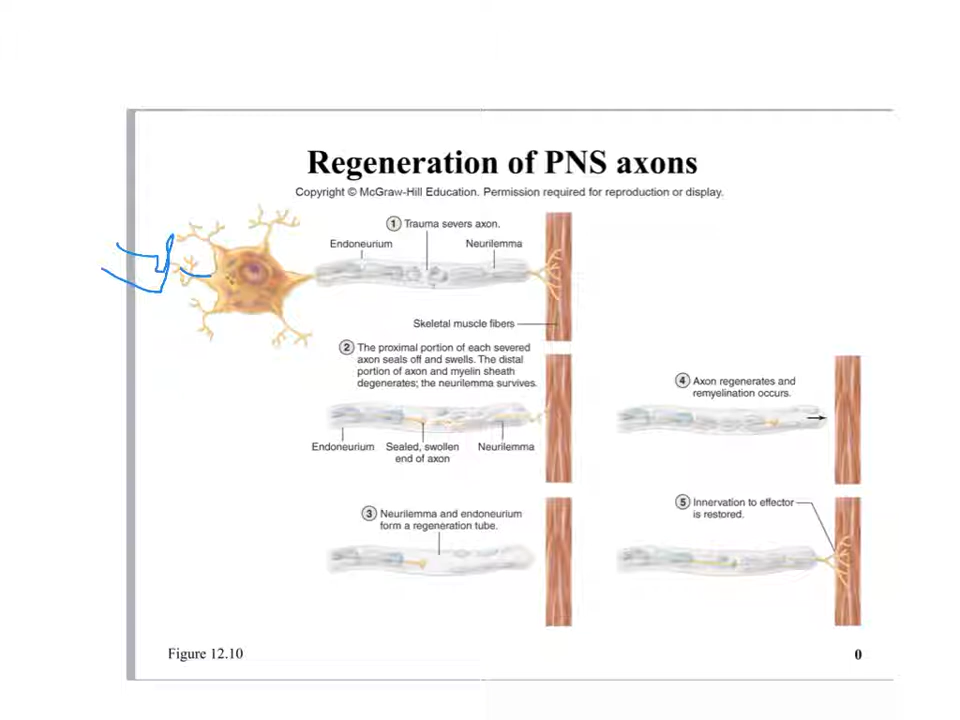 Regeneration of PNS axons
Copyright © McGraw-Hill Education. Permission required for reproduction or display.
1 Trauma severs axon.
Endoneurium
Neurilemma
Skeletal muscle fibers
2 The proximal portion of each severed
axon seals off and swells. The distal
portion of axon and myelin sheath
degenerates; the neurilemma survives.
Endoneurium
Sealed, swollen
end of axon
Neurilemma
3 Neurilemma and endoneurium
form a regeneration tube.
4 Axon regenerates and
remyelination occurs.
5 Innervation to effector
is restored.
Figure 12.10
0